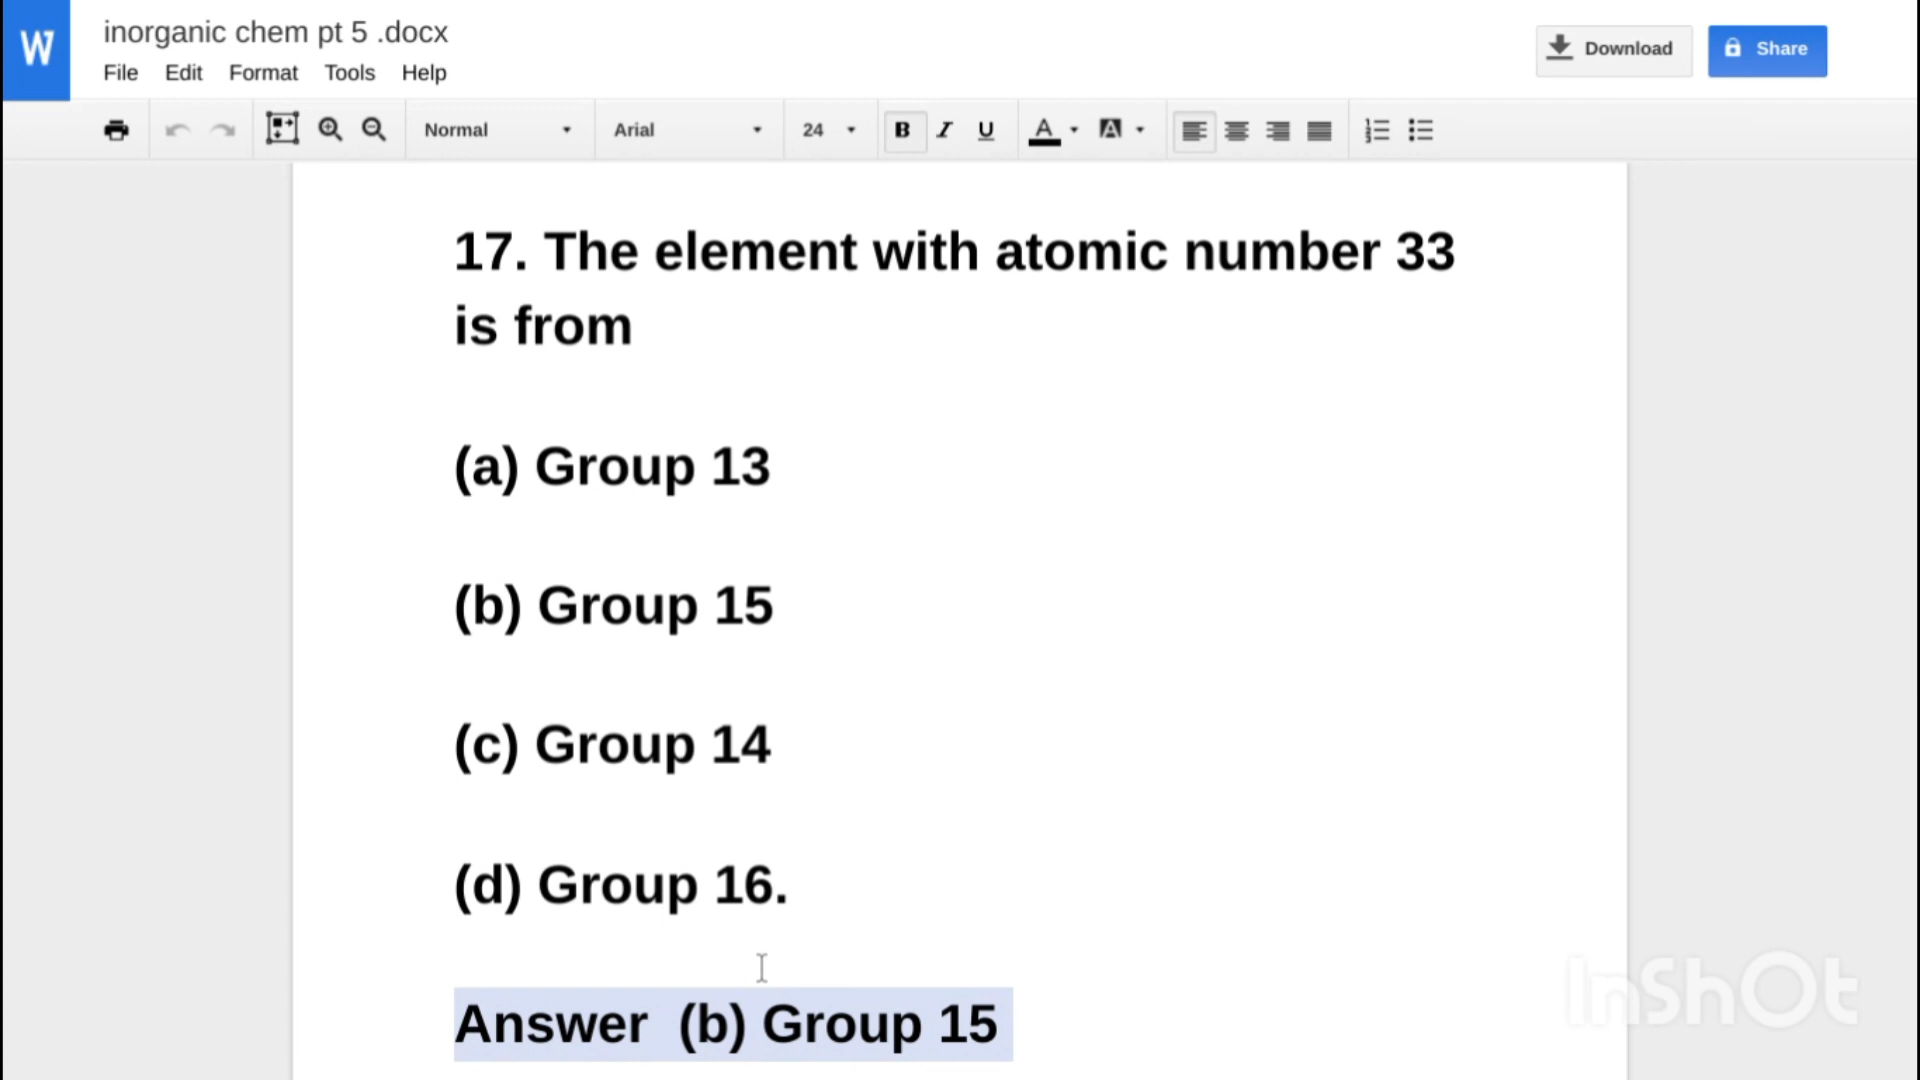 W
inorganic chem pt 5 .docx
File Edit Format Tools Help
Download
Share
Normal Arial 24 B I U A A
17. The element with atomic number 33
is from
(a) Group 13
(b) Group 15
(c) Group 14
(d) Group 16.
Answer (b) Group 15
InShOt